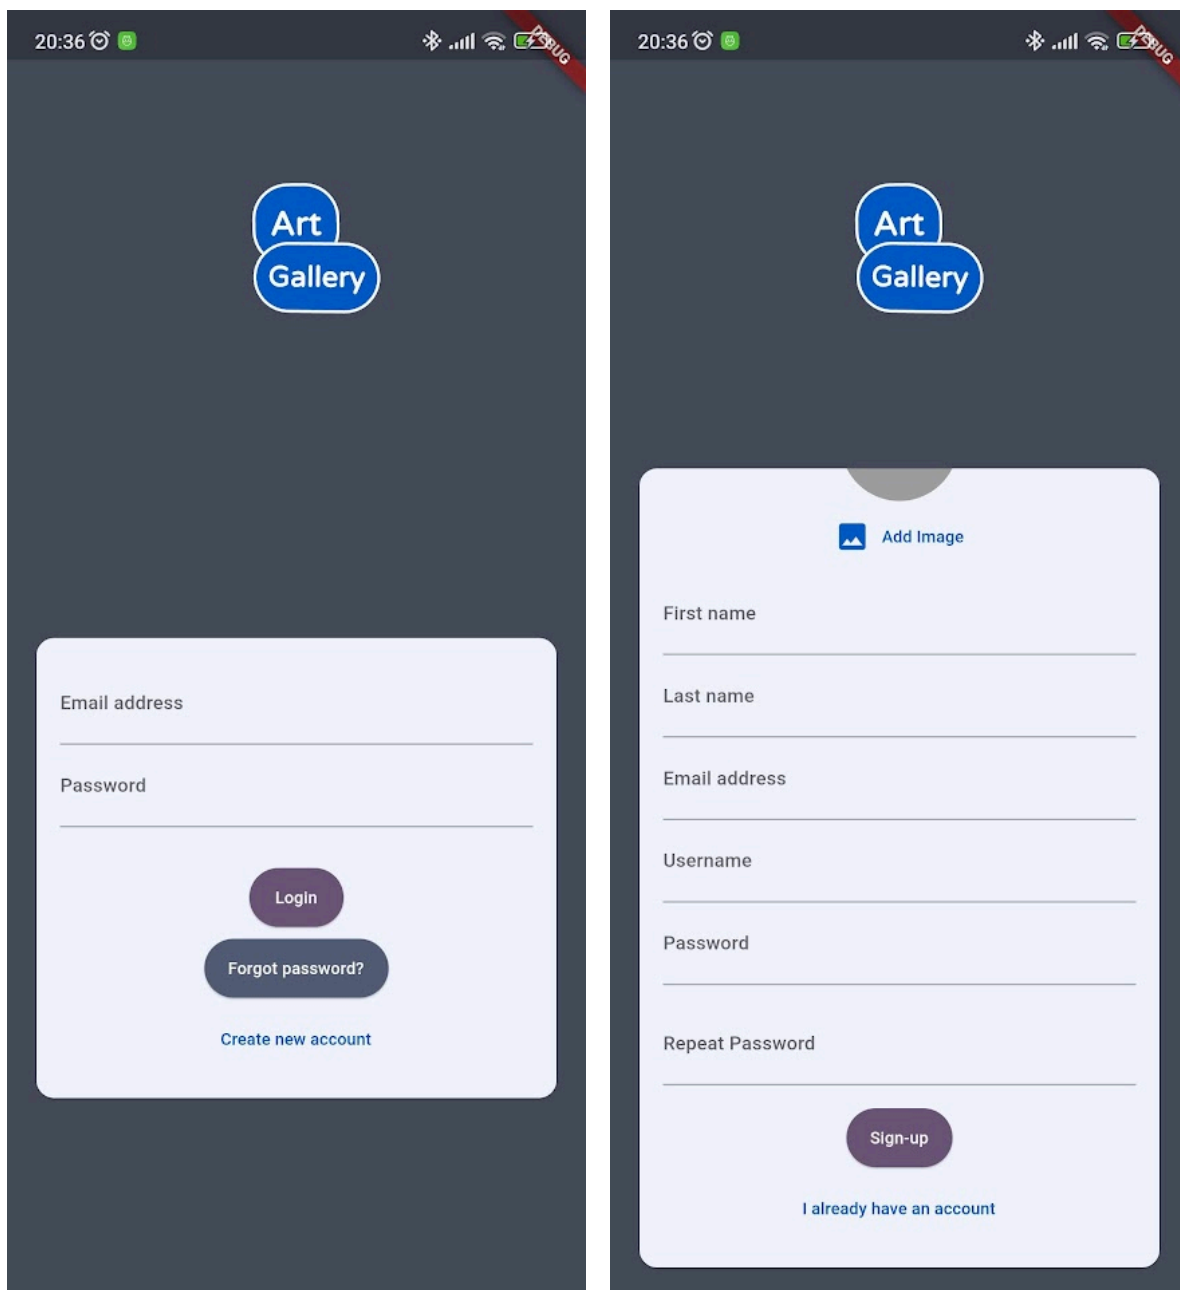 20:36
DEBUG
Art
Gallery
Email address
Password
Login
Forgot password?
Create new account
20:36
DEBUG
Art
Gallery
Add Image
First name
Last name
Email address
Username
Password
Repeat Password
Sign-up
I already have an account